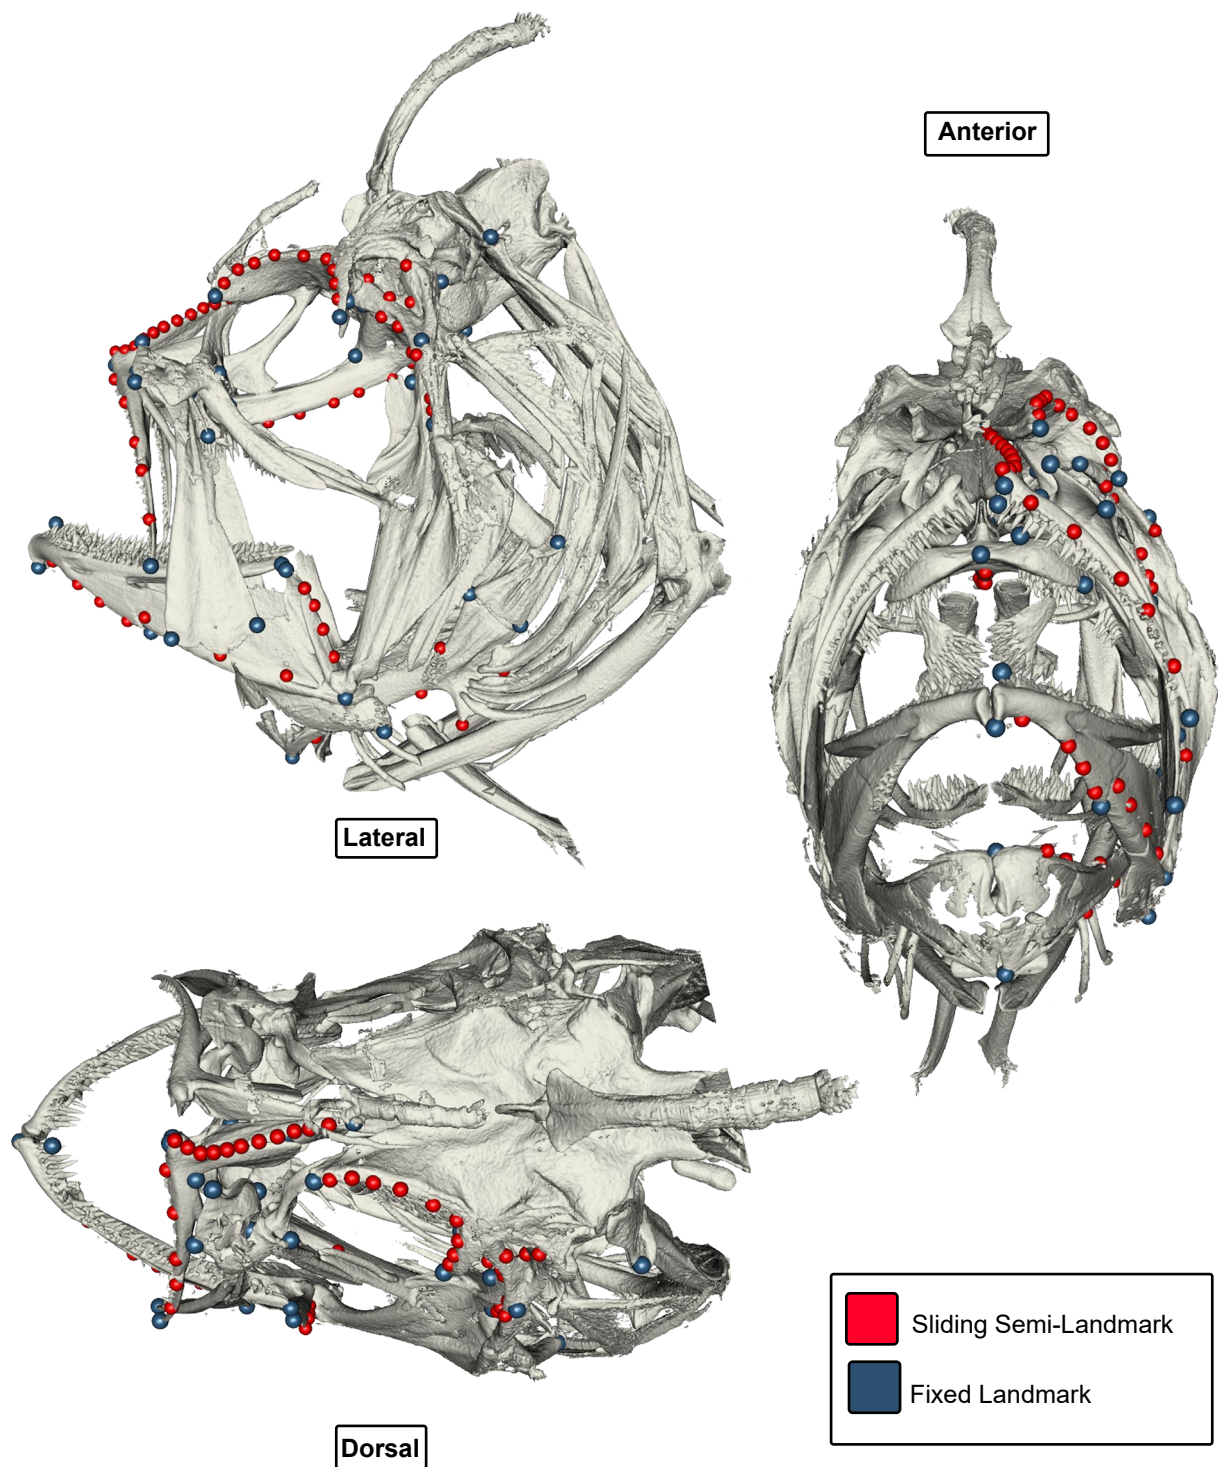 Anterior
Lateral
Sliding Semi-Landmark
Fixed Landmark
Dorsal